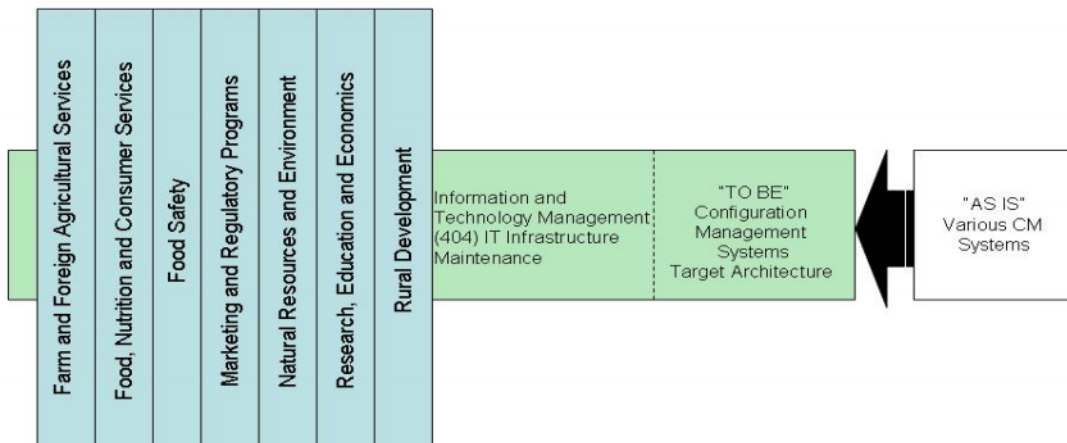 Farm and Foreign Agricultural Services
Food, Nutrition and Consumer Services
Food Safety
Marketing and Regulatory Programs
Natural Resources and Environment
Research, Education and Economics
Rural Development
Information and
Technology Management
(404) IT Infrastructure
Maintenance
"TO BE"
Configuration
Management
Systems
Target Architecture
"AS IS"
Various CM
Systems